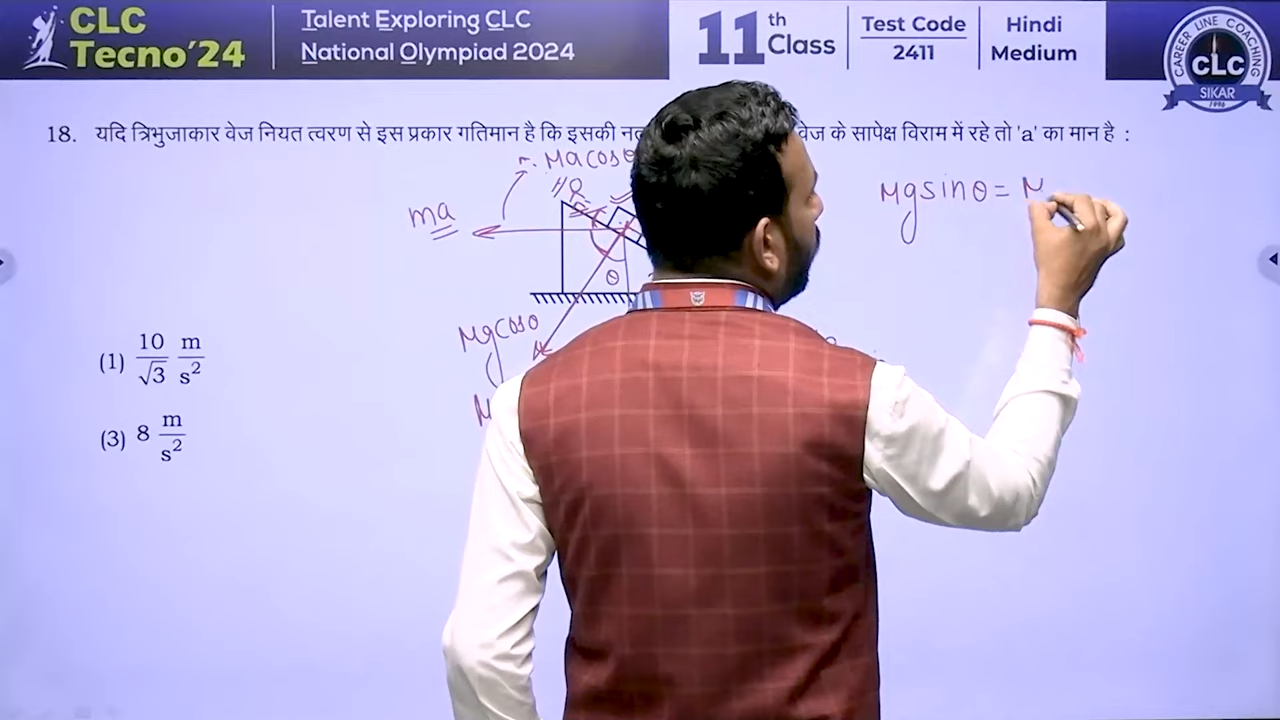 CLC
Tecno'24
Talent Exploring CLC
National Olympiad 2024
11th Class
Test Code
2411
Hindi
Medium
CAREER LINE COACHING
CLC
SIKAR
1996
18. यदि त्रिभुजाकार वेज नियत त्वरण से इस प्रकार गतिमान है कि इसकी वेज के सापेक्ष विराम में रहे तो 'a' का मान है :
macosθ
ma
mgsinθ = m
θ
mgcosθ
(1) 10/√3 m/s²
(3) 8 m/s²